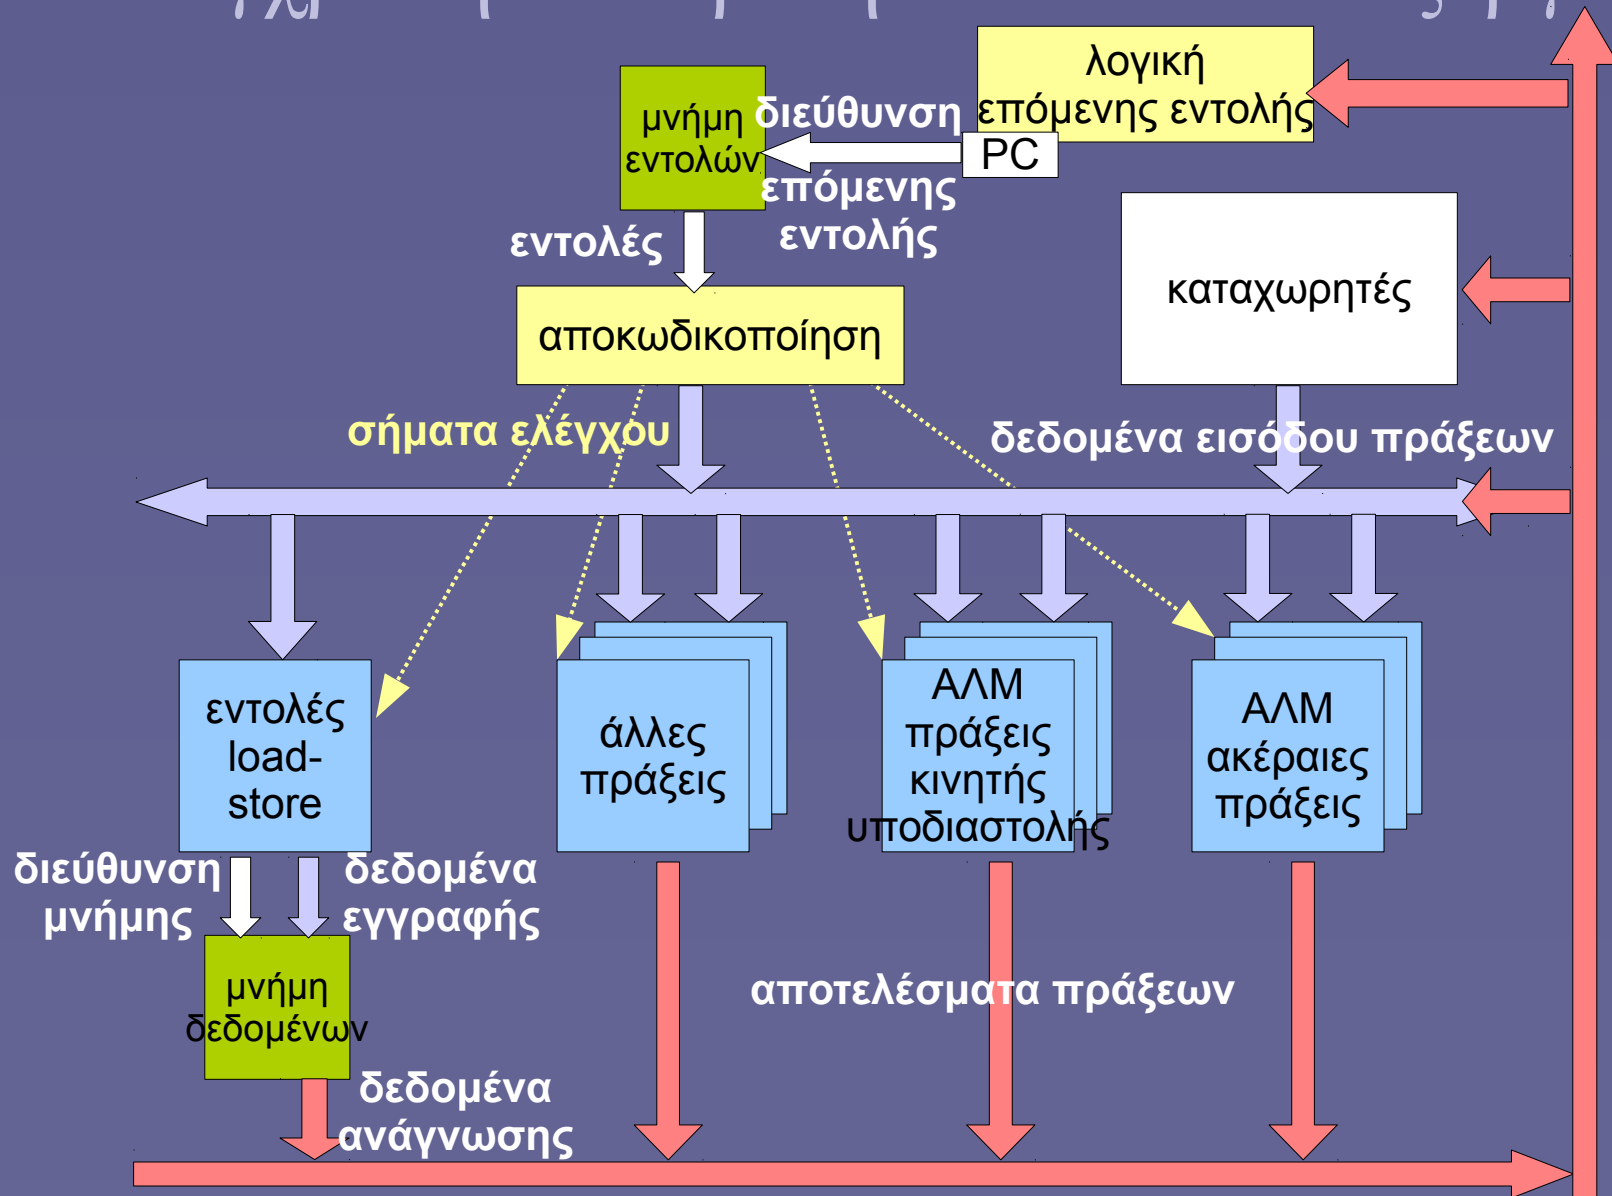 λογική
επόμενης εντολής
PC
μνήμη
εντολών
διεύθυνση
επόμενης
εντολής
εντολές
καταχωρητές
αποκωδικοποίηση
σήματα ελέγχου
δεδομένα εισόδου πράξεων
εντολές
load-
store
άλλες
πράξεις
ΑΛΜ
πράξεις
κινητής
υποδιαστολής
ΑΛΜ
ακέραιες
πράξεις
διεύθυνση
μνήμης
δεδομένα
εγγραφής
μνήμη
δεδομένων
αποτελέσματα πράξεων
δεδομένα
ανάγνωσης